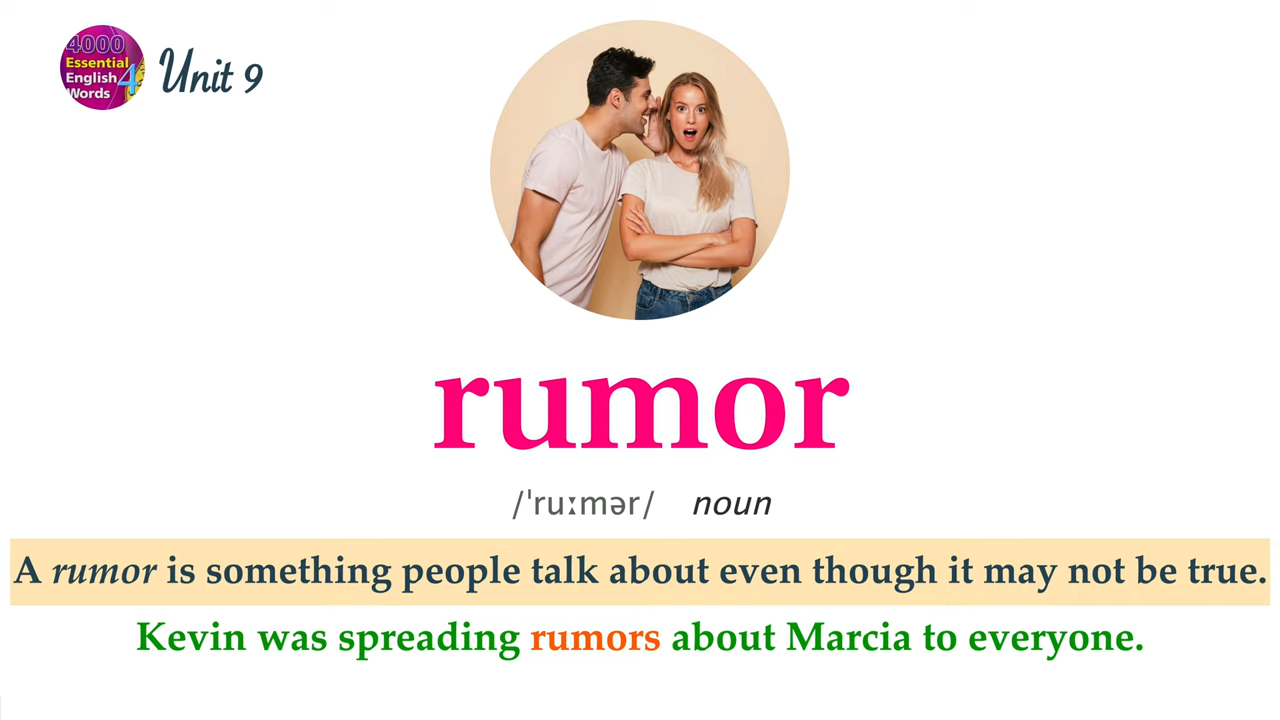 4000
Essential
English 4
Words
Unit 9
rumor
/ˈruːmər/ noun
A rumor is something people talk about even though it may not be true.
Kevin was spreading rumors about Marcia to everyone.